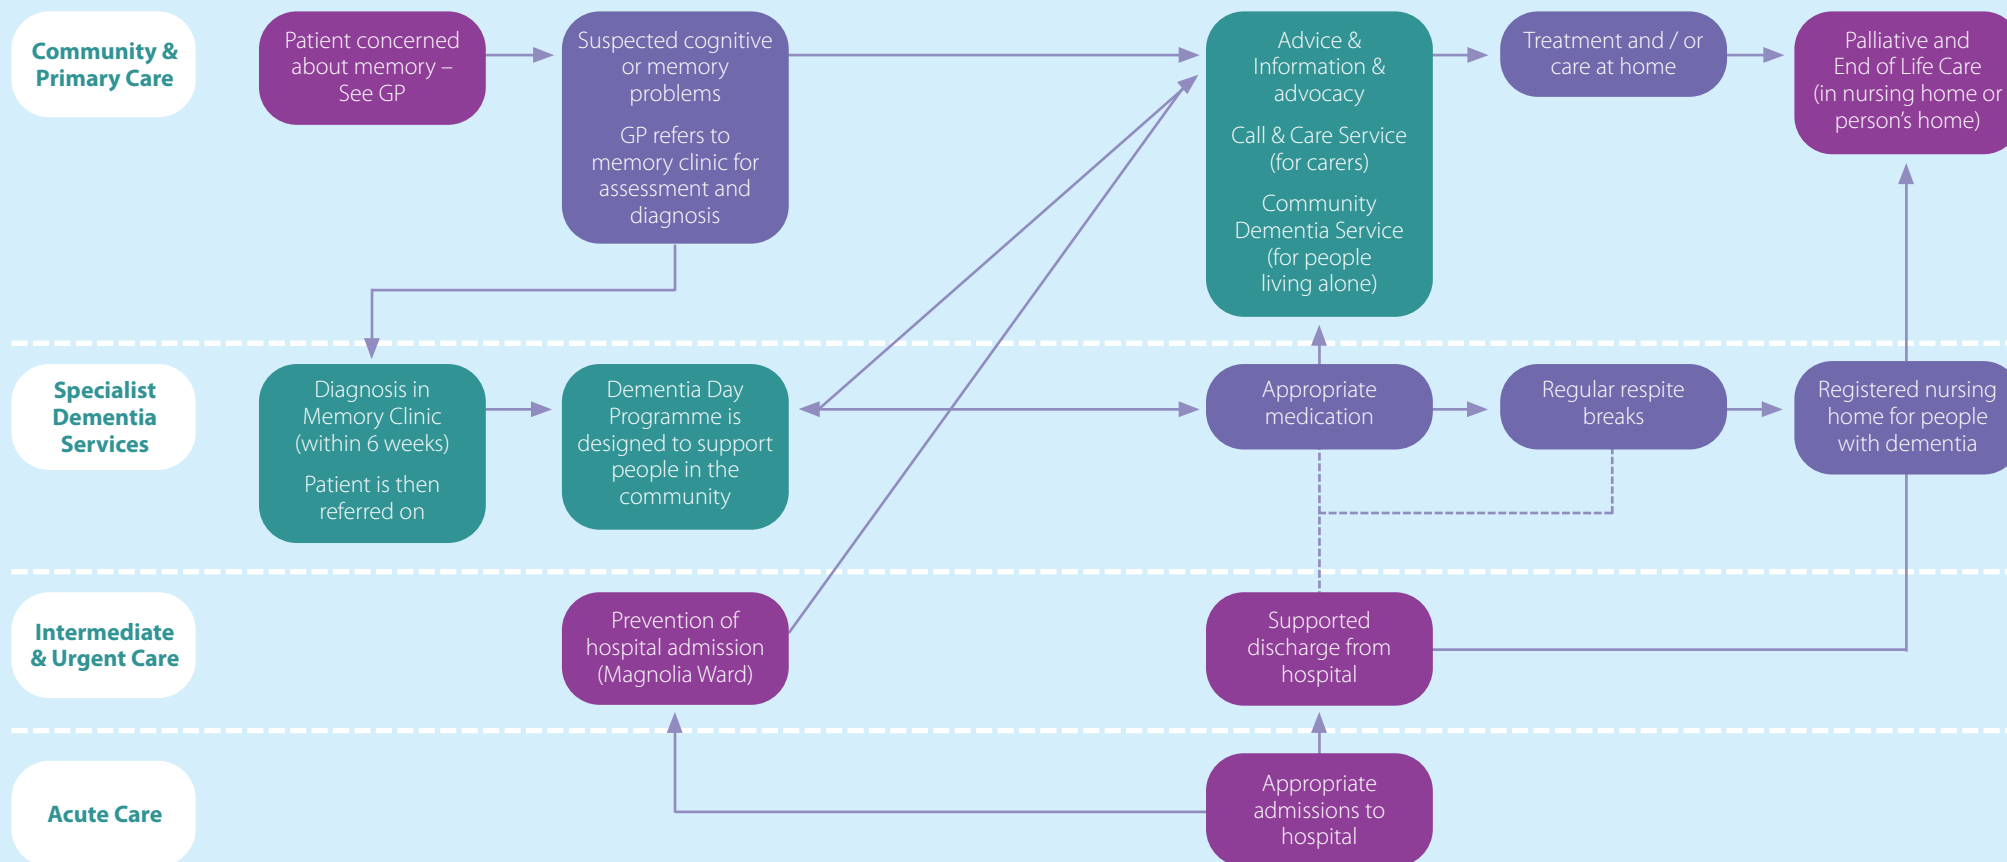 Community &
Primary Care
Patient concerned
about memory –
See GP
Suspected cognitive
or memory
problems
GP refers to
memory clinic for
assessment and
diagnosis
Advice &
Information &
advocacy
Call & Care Service
(for carers)
Community
Dementia Service
(for people
living alone)
Treatment and / or
care at home
Palliative and
End of Life Care
(in nursing home or
person’s home)
Specialist
Dementia
Services
Diagnosis in
Memory Clinic
(within 6 weeks)
Patient is then
referred on
Dementia Day
Programme is
designed to support
people in the
community
Appropriate
medication
Regular respite
breaks
Registered nursing
home for people
with dementia
Intermediate
& Urgent Care
Prevention of
hospital admission
(Magnolia Ward)
Supported
discharge from
hospital
Acute Care
Appropriate
admissions to
hospital